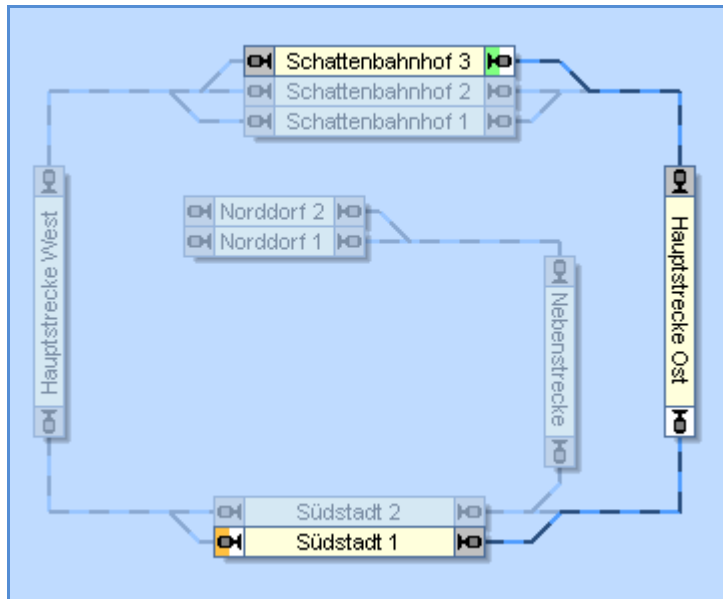 Schattenbahnhof 3
Schattenbahnhof 2
Schattenbahnhof 1
Hauptstrecke West
Norddorf 2
Norddorf 1
Hauptstrecke Ost
Nebenstrecke
Südstadt 2
Südstadt 1